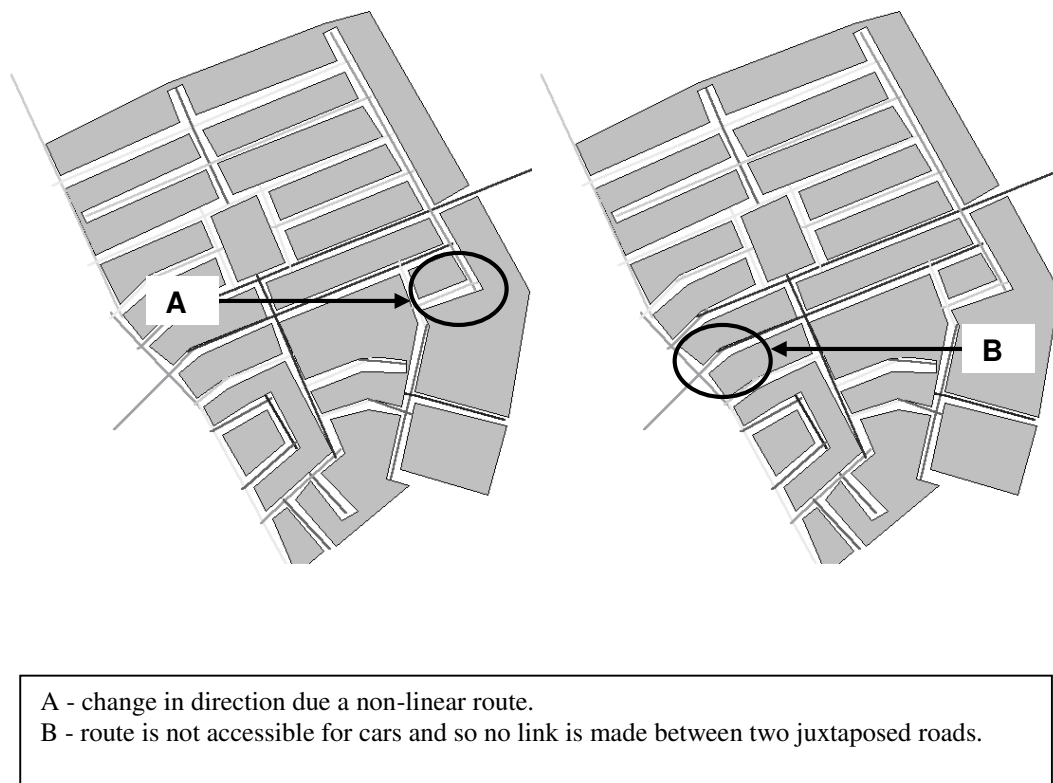 A
B
A - change in direction due a non-linear route.
B - route is not accessible for cars and so no link is made between two juxtaposed roads.